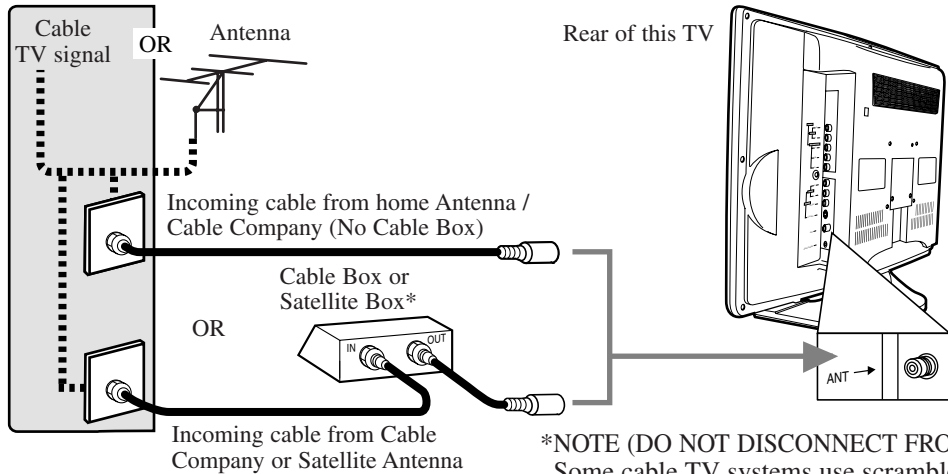 Cable
TV signal
OR
Antenna
Rear of this TV
Incoming cable from home Antenna /
Cable Company (No Cable Box)
Cable Box or
Satellite Box*
OR
IN
OUT
ANT
Incoming cable from Cable
Company or Satellite Antenna
*NOTE (DO NOT DISCONNECT FRO
Some cable TV systems use scramble